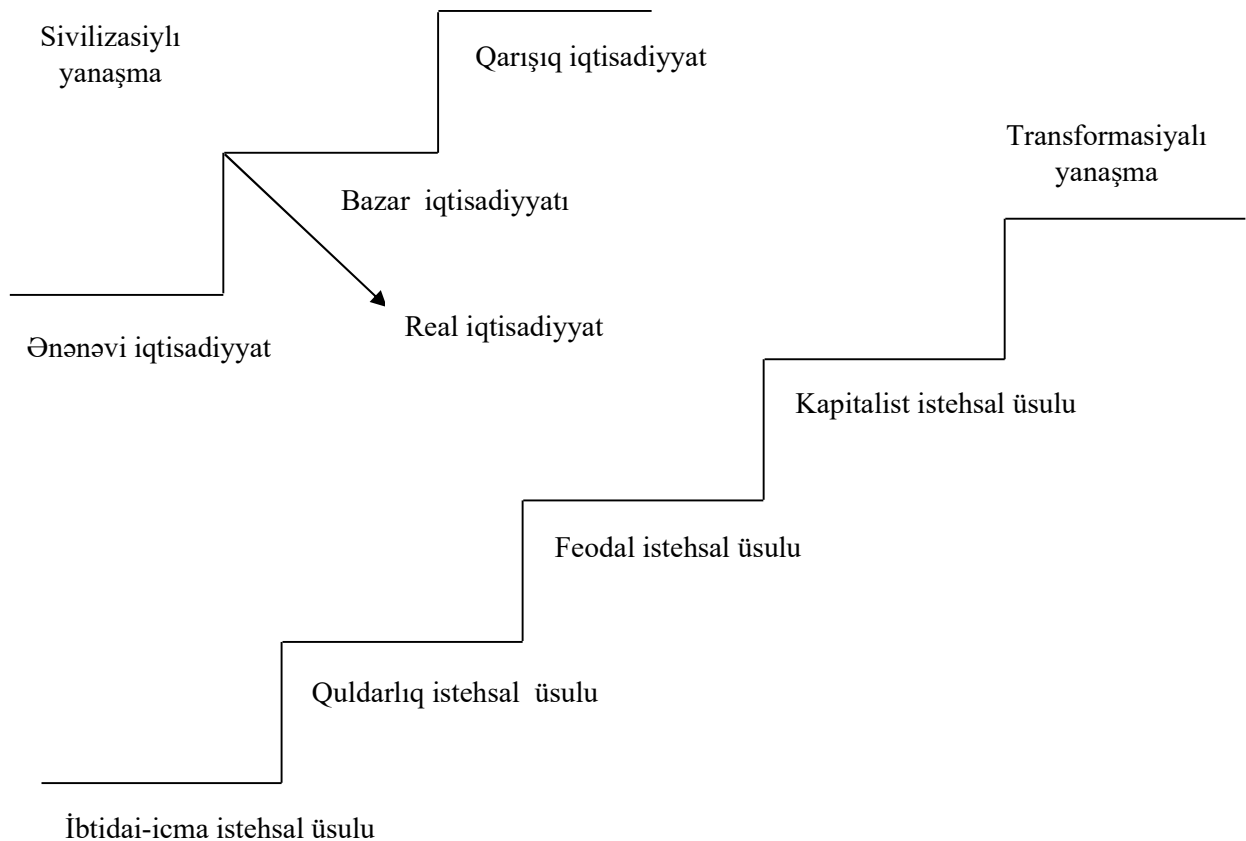 Sivilizasiylı
yanaşma
Qarışıq iqtisadiyyat
Transformasiyalı
yanaşma
Bazar iqtisadiyyatı
Real iqtisadiyyat
Ənənəvi iqtisadiyyat
Kapitalist istehsal üsulu
Feodal istehsal üsulu
Quldarlıq istehsal üsulu
İbtidai-icma istehsal üsulu